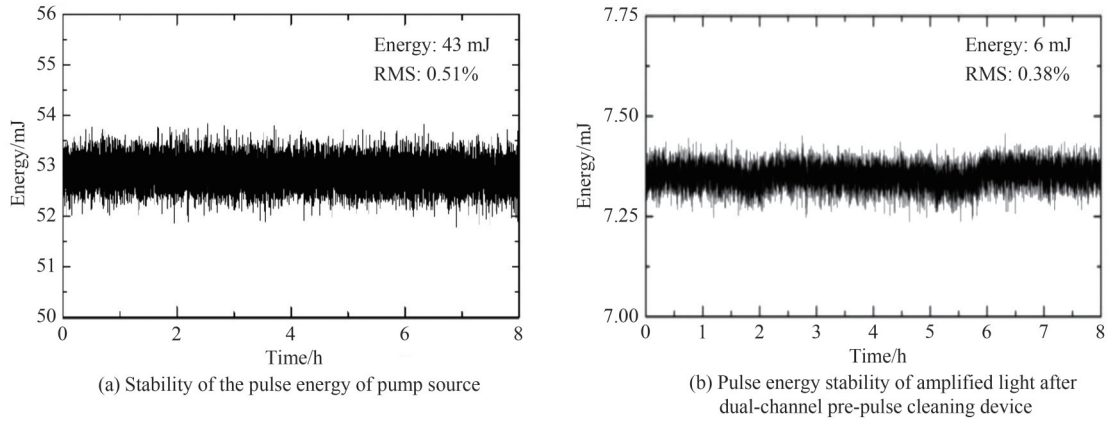 56
55
54
53
52
51
50
Energy/mJ
Energy: 43 mJ
RMS: 0.51%
0
2
4
6
8
Time/h
(a) Stability of the pulse energy of pump source
7.75
7.50
7.25
7.00
Energy/mJ
Energy: 6 mJ
RMS: 0.38%
0
1
2
3
4
5
6
7
8
Time/h
(b) Pulse energy stability of amplified light after
dual-channel pre-pulse cleaning device